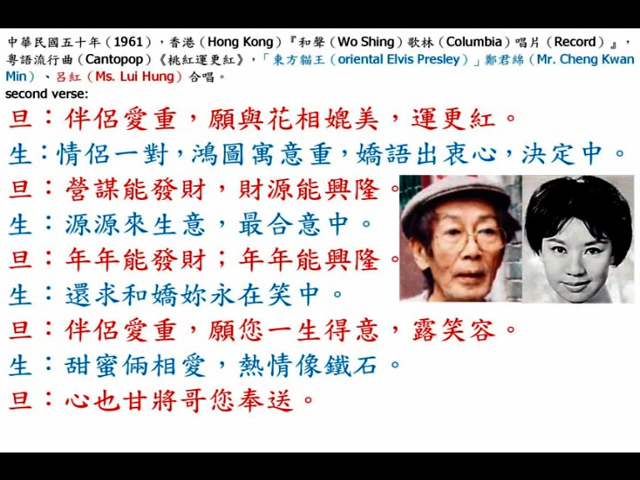 中華民國五十年（1961），香港（Hong Kong）『和聲（Wo Shing）歌林（Columbia）唱片（Record）』，
粵語流行曲（Cantopop）《桃紅運更紅》，「東方貓王（oriental Elvis Presley）」鄭君綿（Mr. Cheng Kwan
Min）、呂紅（Ms. Lui Hung）合唱。
second verse:
旦：伴侶愛重，願與花相媲美，運更紅。
生：情侶一對，鴻圖寓意重，嬌語出衷心，決定中。
旦：營謀能發財，財源能興隆。
生：源源來生意，最合意中。
旦：年年能發財；年年能興隆。
生：還求和嬌妳永在笑中。
旦：伴侶愛重，願您一生得意，露笑容。
生：甜蜜倆相愛，熱情像鐵石。
旦：心也甘將哥您奉送。